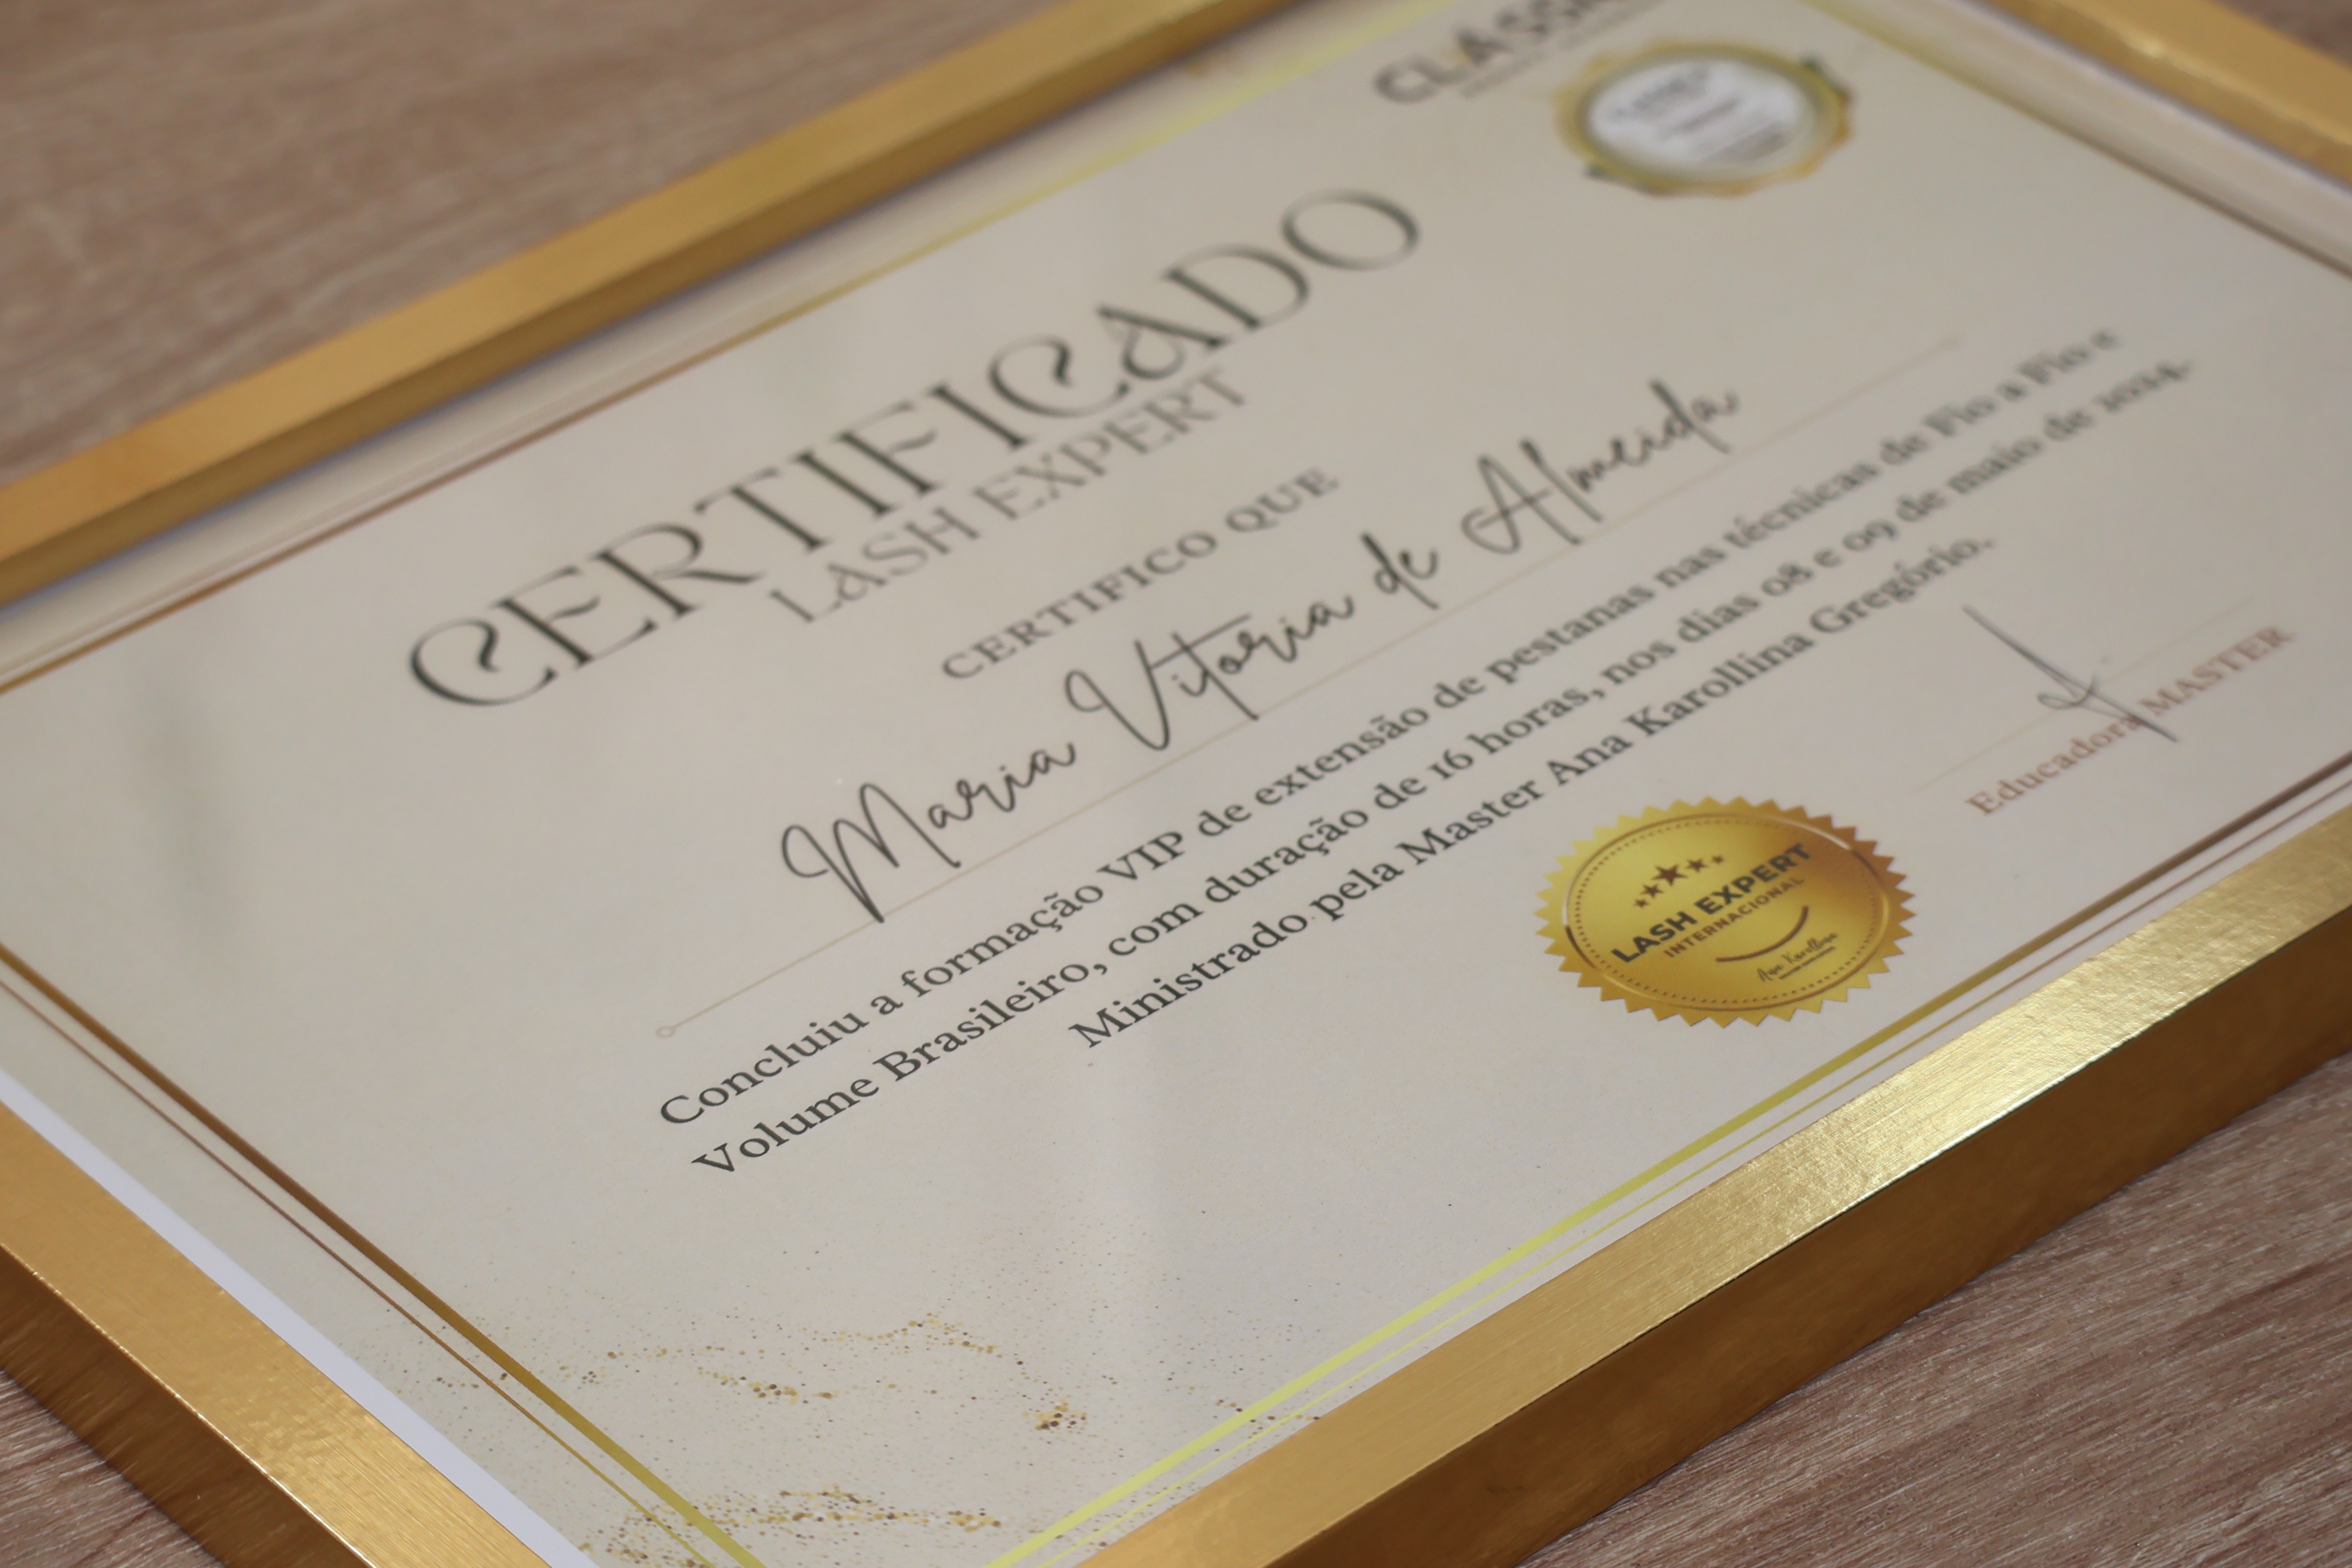 CERTIFICADO
LASH EXPERT
CERTIFICO QUE
Maria Vitoria de Almeida
Concluiu a formação VIP de extensão de pestanas nas técnicas de Fio a Fio e
Volume Brasileiro, com duração de 16 horas, nos dias 08 e 09 de maio de 2024.
Ministrado pela Master Ana Karollina Gregório.
Educadora MASTER
LASH EXPERT
INTERNACIONAL
Ana Karollina